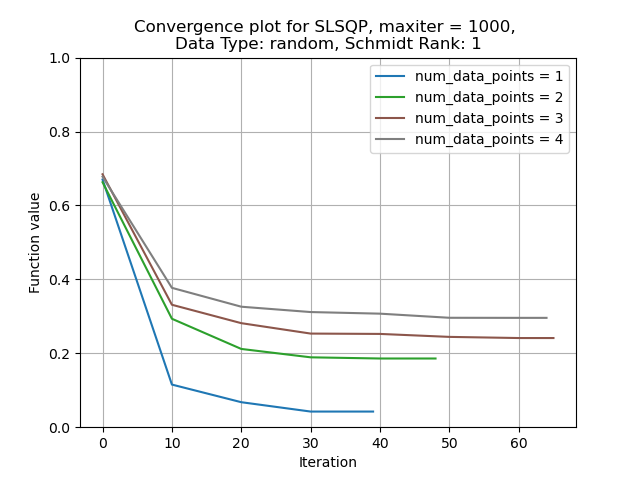 Convergence plot for SLSQP, maxiter = 1000,
Data Type: random, Schmidt Rank: 1
num_data_points = 1
num_data_points = 2
num_data_points = 3
num_data_points = 4
Function value
1.0
0.8
0.6
0.4
0.2
0.0
0 10 20 30 40 50 60
Iteration